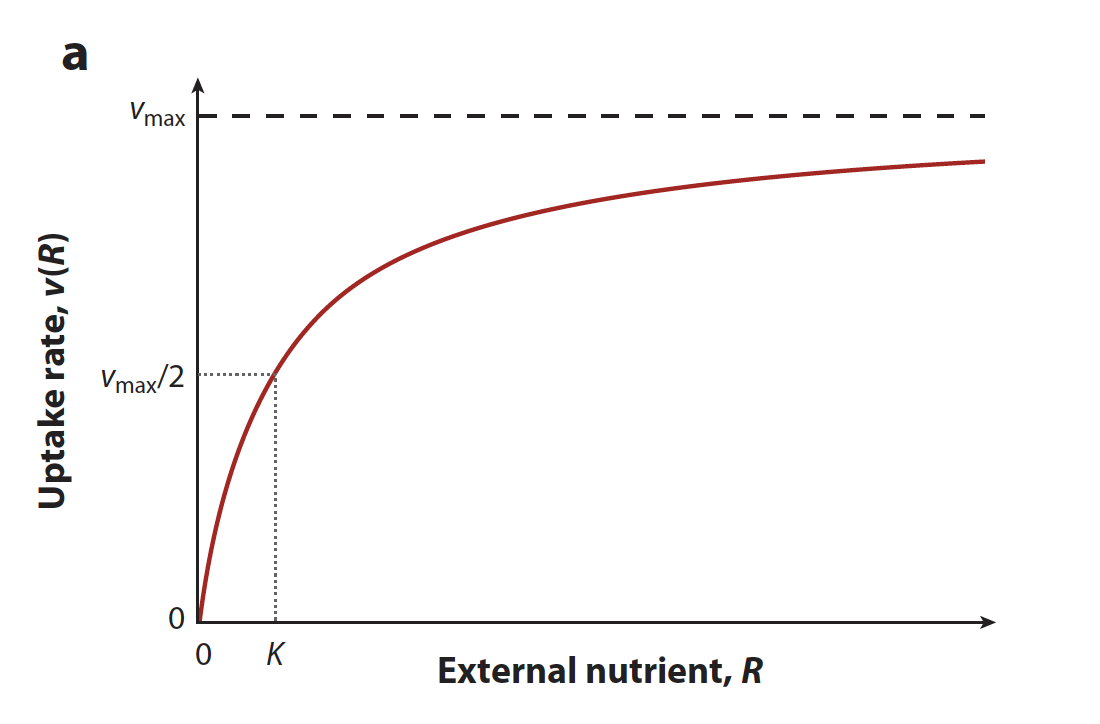 a
vmax
Uptake rate, v(R)
vmax/2
0
0
K
External nutrient, R